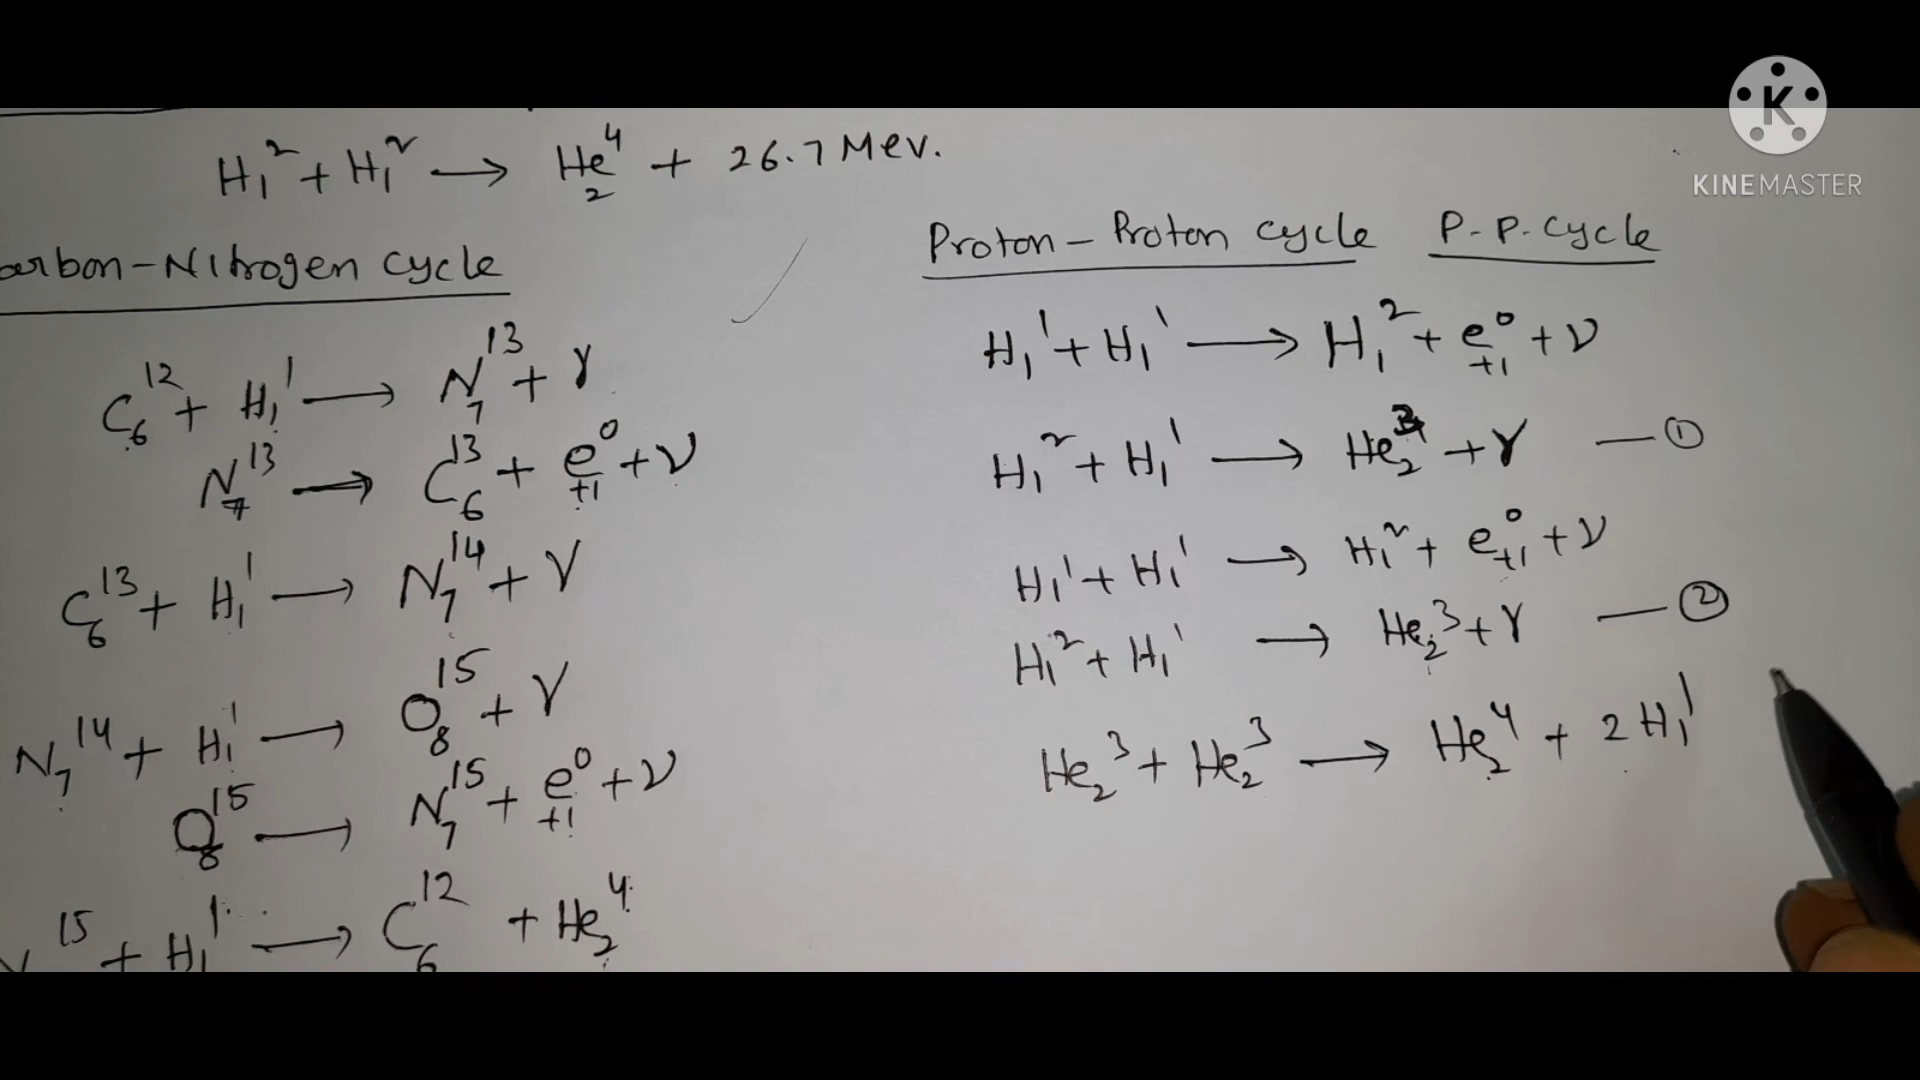 H₁² + H₁² → He₂⁴ + 26.7 Mev.
arbon-Nitrogen cycle
C₆¹² + H₁¹ → N₇¹³ + γ
N₇¹³ → C₆¹³ + e₊₁⁰ + ν
C₆¹³ + H₁¹ → N₇¹⁴ + γ
N₇¹⁴ + H₁¹ → O₈¹⁵ + γ
O₈¹⁵ → N₇¹⁵ + e₊₁⁰ + ν
¹⁵ + H₁¹ → C₆¹² + He₂⁴
Proton-Proton cycle P.P. cycle
H₁¹ + H₁¹ → H₁² + e₊₁⁰ + ν
H₁² + H₁¹ → He₂³ + γ — ①
H₁¹ + H₁¹ → H₁² + e₊₁⁰ + ν
H₁² + H₁¹ → He₂³ + γ — ②
He₂³ + He₂³ → He₂⁴ + 2H₁¹
K
KINEMASTER